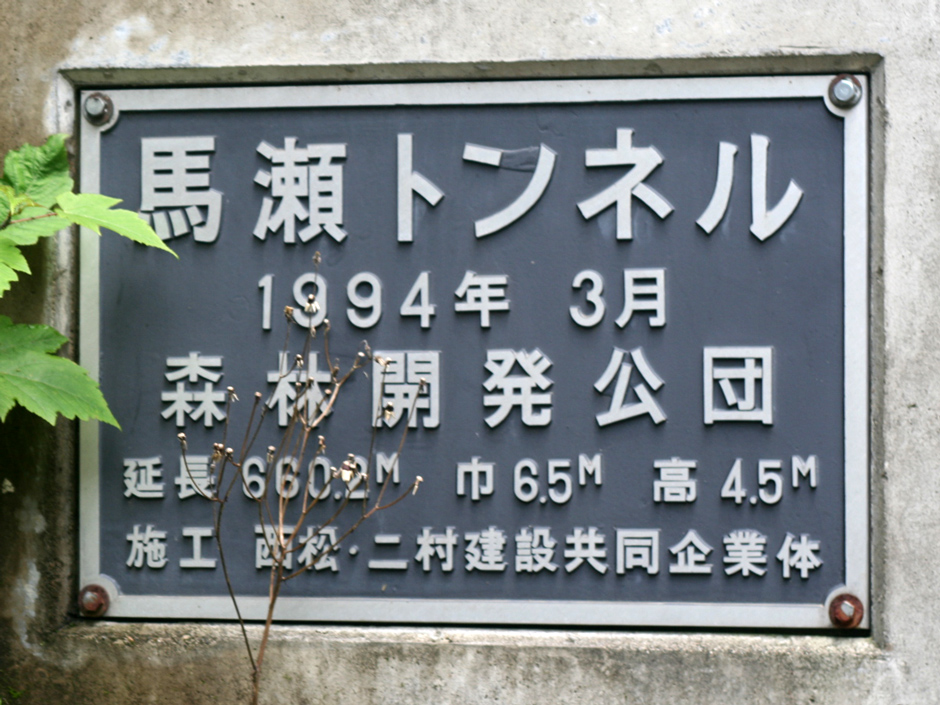 馬瀬トンネル
1994年 3月
森林開発公団
延長 660.2M 巾 6.5M 高 4.5M
施工 西松・二村建設共同企業体